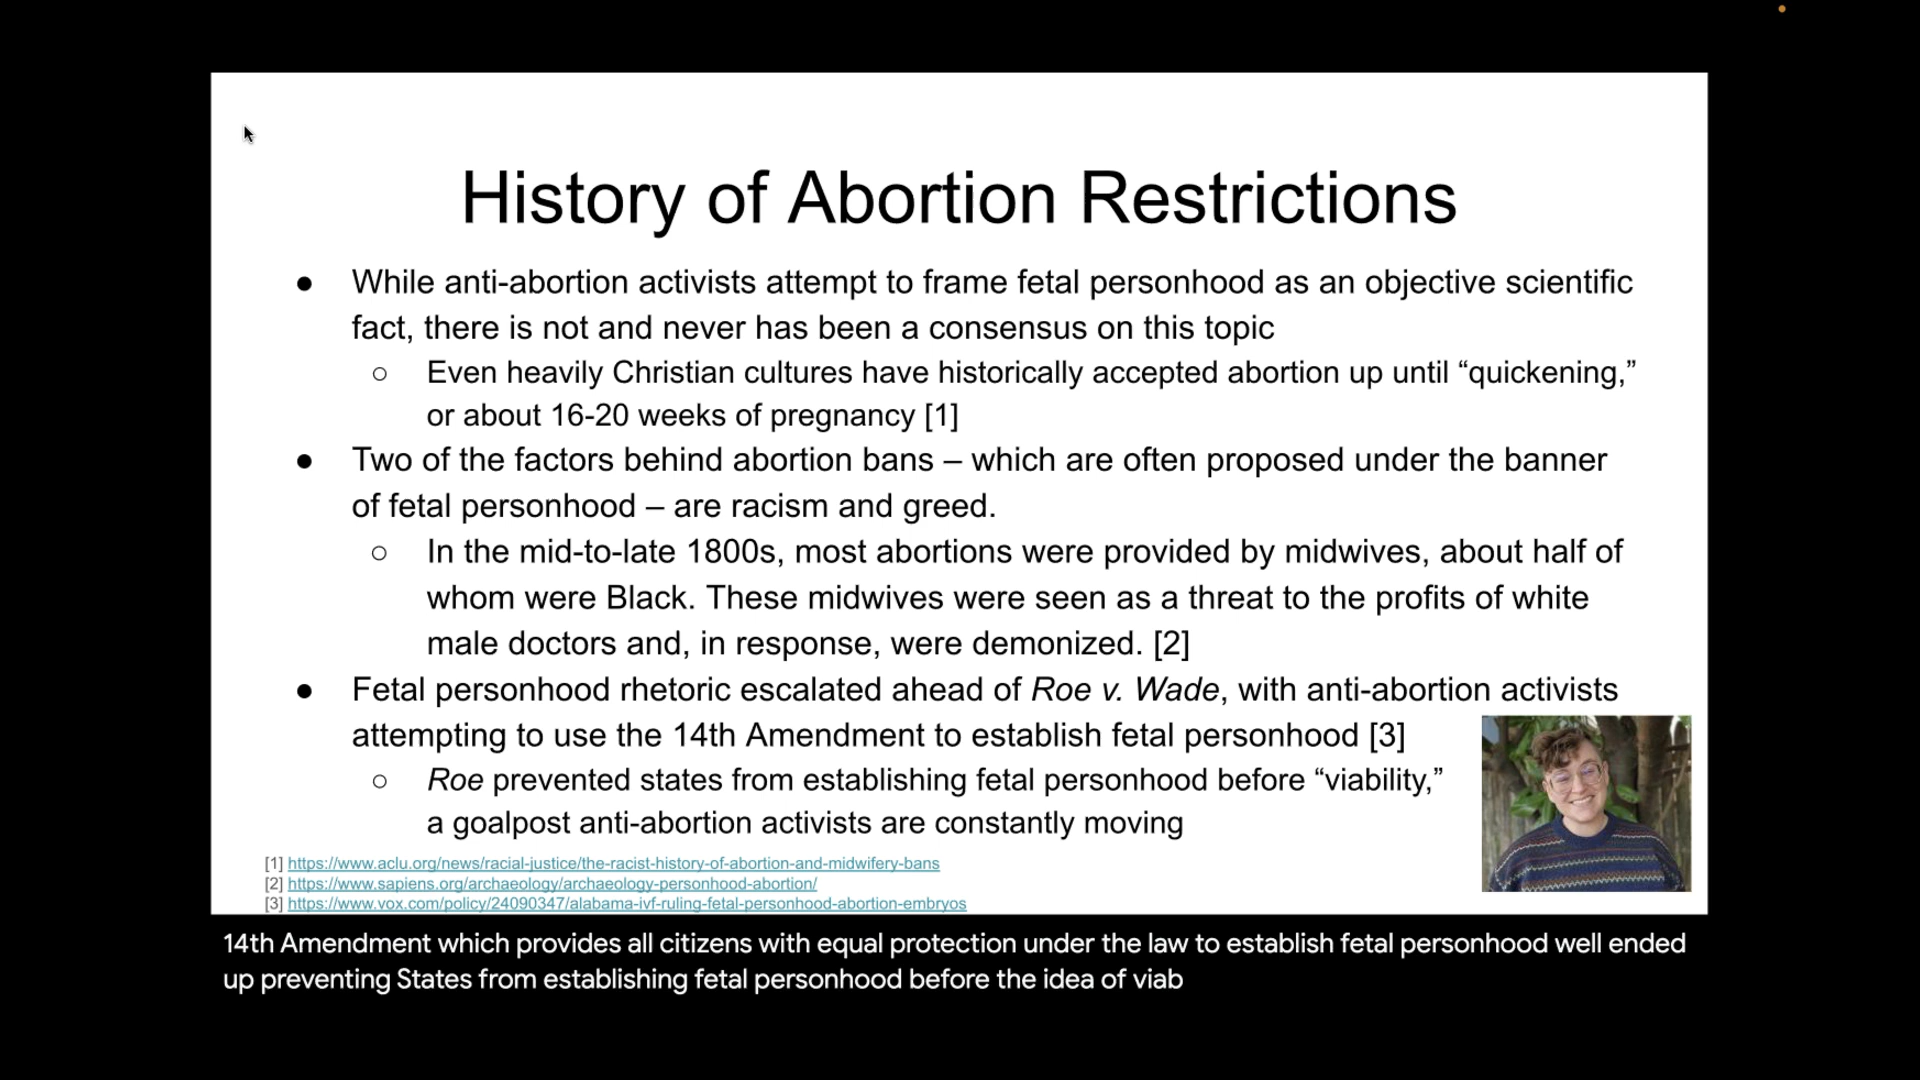 History of Abortion Restrictions
● While anti-abortion activists attempt to frame fetal personhood as an objective scientific
fact, there is not and never has been a consensus on this topic
○ Even heavily Christian cultures have historically accepted abortion up until “quickening,”
or about 16-20 weeks of pregnancy [1]
● Two of the factors behind abortion bans – which are often proposed under the banner
of fetal personhood – are racism and greed.
○ In the mid-to-late 1800s, most abortions were provided by midwives, about half of
whom were Black. These midwives were seen as a threat to the profits of white
male doctors and, in response, were demonized. [2]
● Fetal personhood rhetoric escalated ahead of Roe v. Wade, with anti-abortion activists
attempting to use the 14th Amendment to establish fetal personhood [3]
○ Roe prevented states from establishing fetal personhood before “viability,”
a goalpost anti-abortion activists are constantly moving
[1] https://www.aclu.org/news/racial-justice/the-racist-history-of-abortion-and-midwifery-bans
[2] https://www.sapiens.org/archaeology/archaeology-personhood-abortion/
[3] https://www.vox.com/policy/24090347/alabama-ivf-ruling-fetal-personhood-abortion-embryos
14th Amendment which provides all citizens with equal protection under the law to establish fetal personhood well ended
up preventing States from establishing fetal personhood before the idea of viab